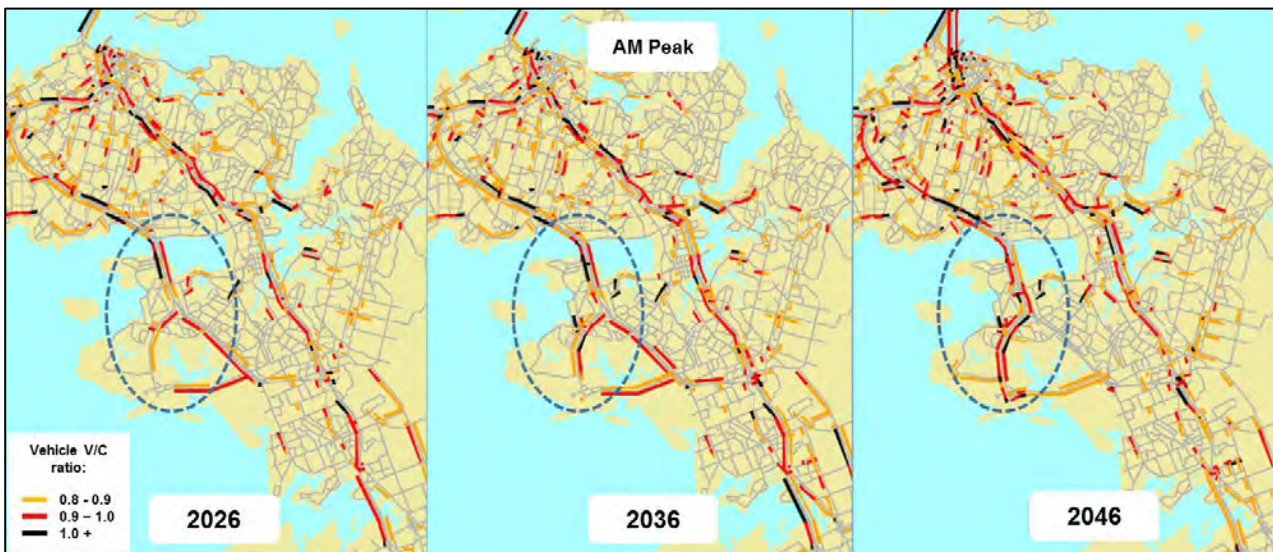 AM Peak
Vehicle V/C
ratio:
0.8 - 0.9
0.9 – 1.0
1.0 +
2026
2036
2046